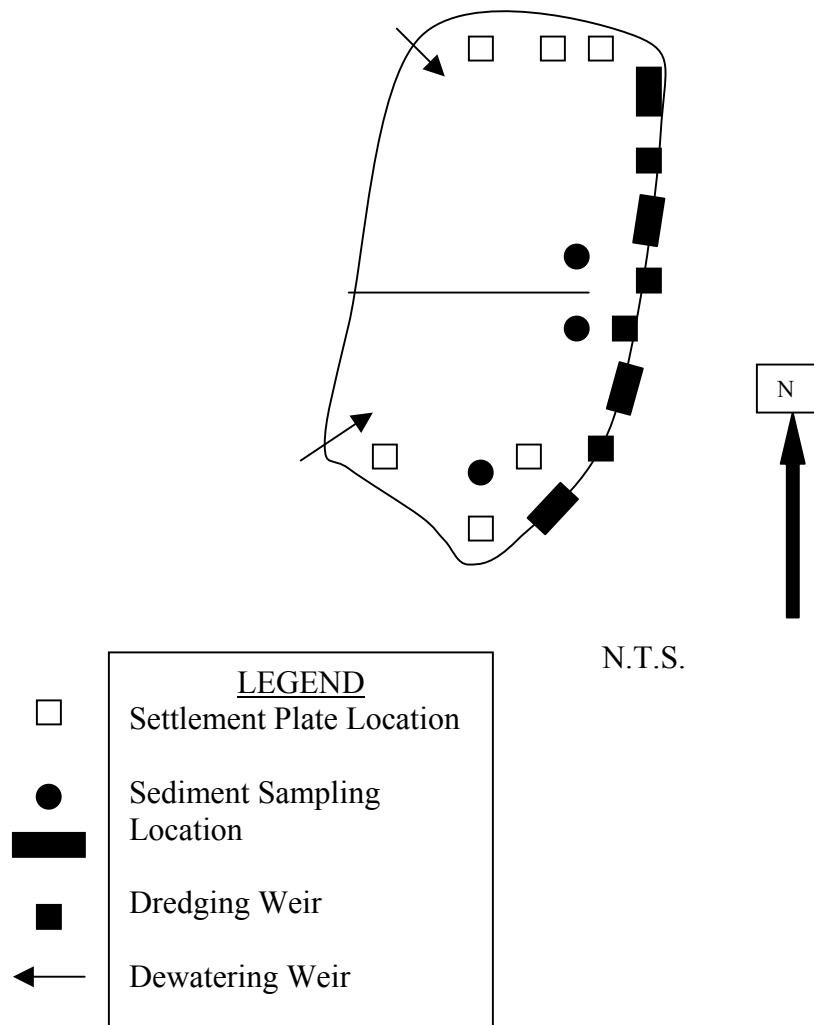 N
N.T.S.
LEGEND
Settlement Plate Location
Sediment Sampling
Location
Dredging Weir
Dewatering Weir